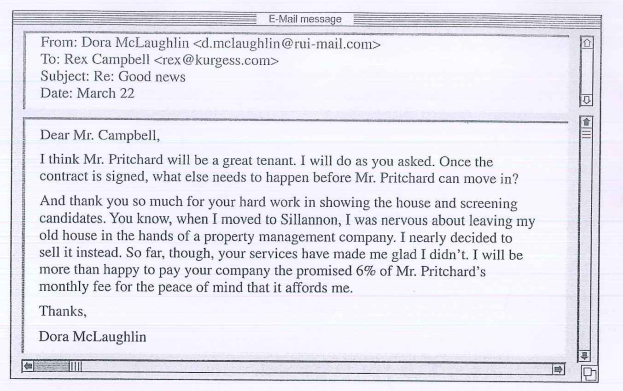 E-Mail message
From: Dora McLaughlin <d.mclaughlin@rui-mail.com>
To: Rex Campbell <rex@kurgess.com>
Subject: Re: Good news
Date: March 22
Dear Mr. Campbell,
I think Mr. Pritchard will be a great tenant. I will do as you asked. Once the
contract is signed, what else needs to happen before Mr. Pritchard can move in?
And thank you so much for your hard work in showing the house and screening
candidates. You know, when I moved to Sillannon, I was nervous about leaving my
old house in the hands of a property management company. I nearly decided to
sell it instead. So far, though, your services have made me glad I didn't. I will be
more than happy to pay your company the promised 6% of Mr. Pritchard's
monthly fee for the peace of mind that it affords me.
Thanks,
Dora McLaughlin